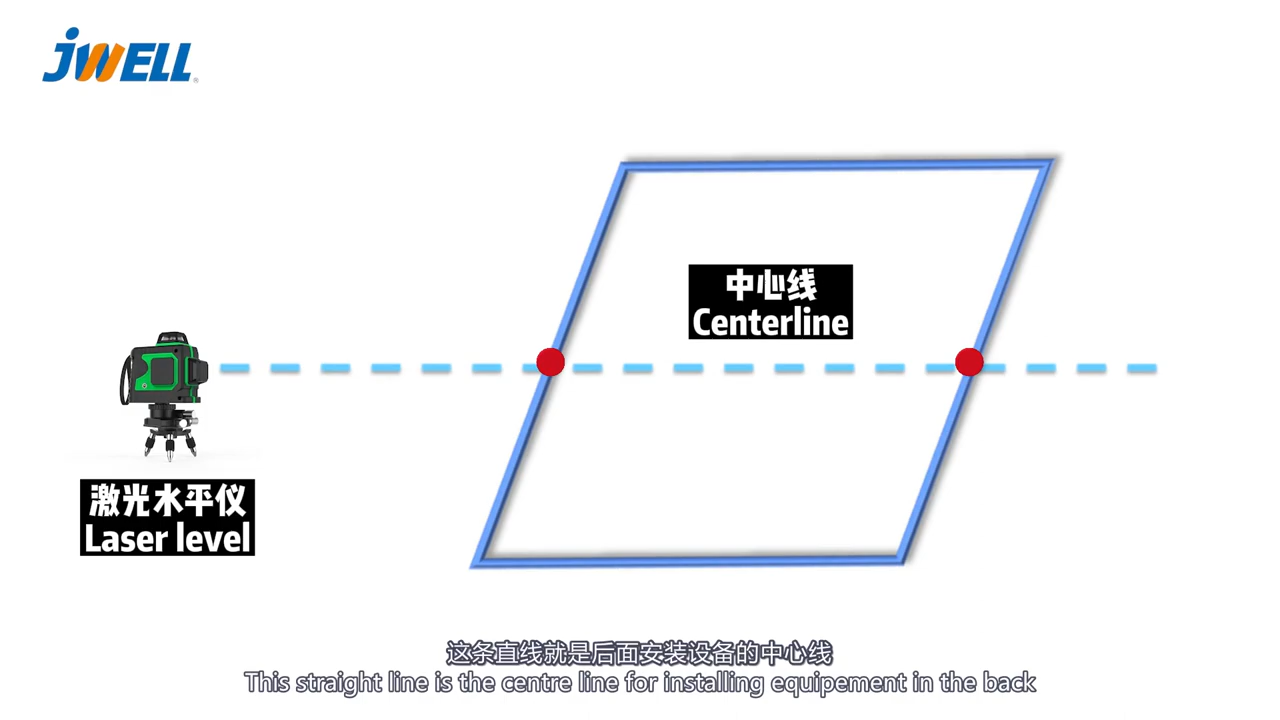 JWELL®
中心线
Centerline
激光水平仪
Laser level
这条直线就是后面安装设备的中心线
This straight line is the centre line for installing equipement in the back